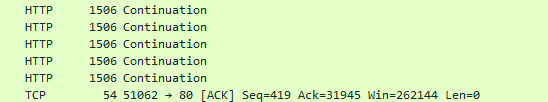 HTTP 1506 Continuation
HTTP 1506 Continuation
HTTP 1506 Continuation
HTTP 1506 Continuation
HTTP 1506 Continuation
TCP 54 51062 → 80 [ACK] Seq=419 Ack=31945 Win=262144 Len=0